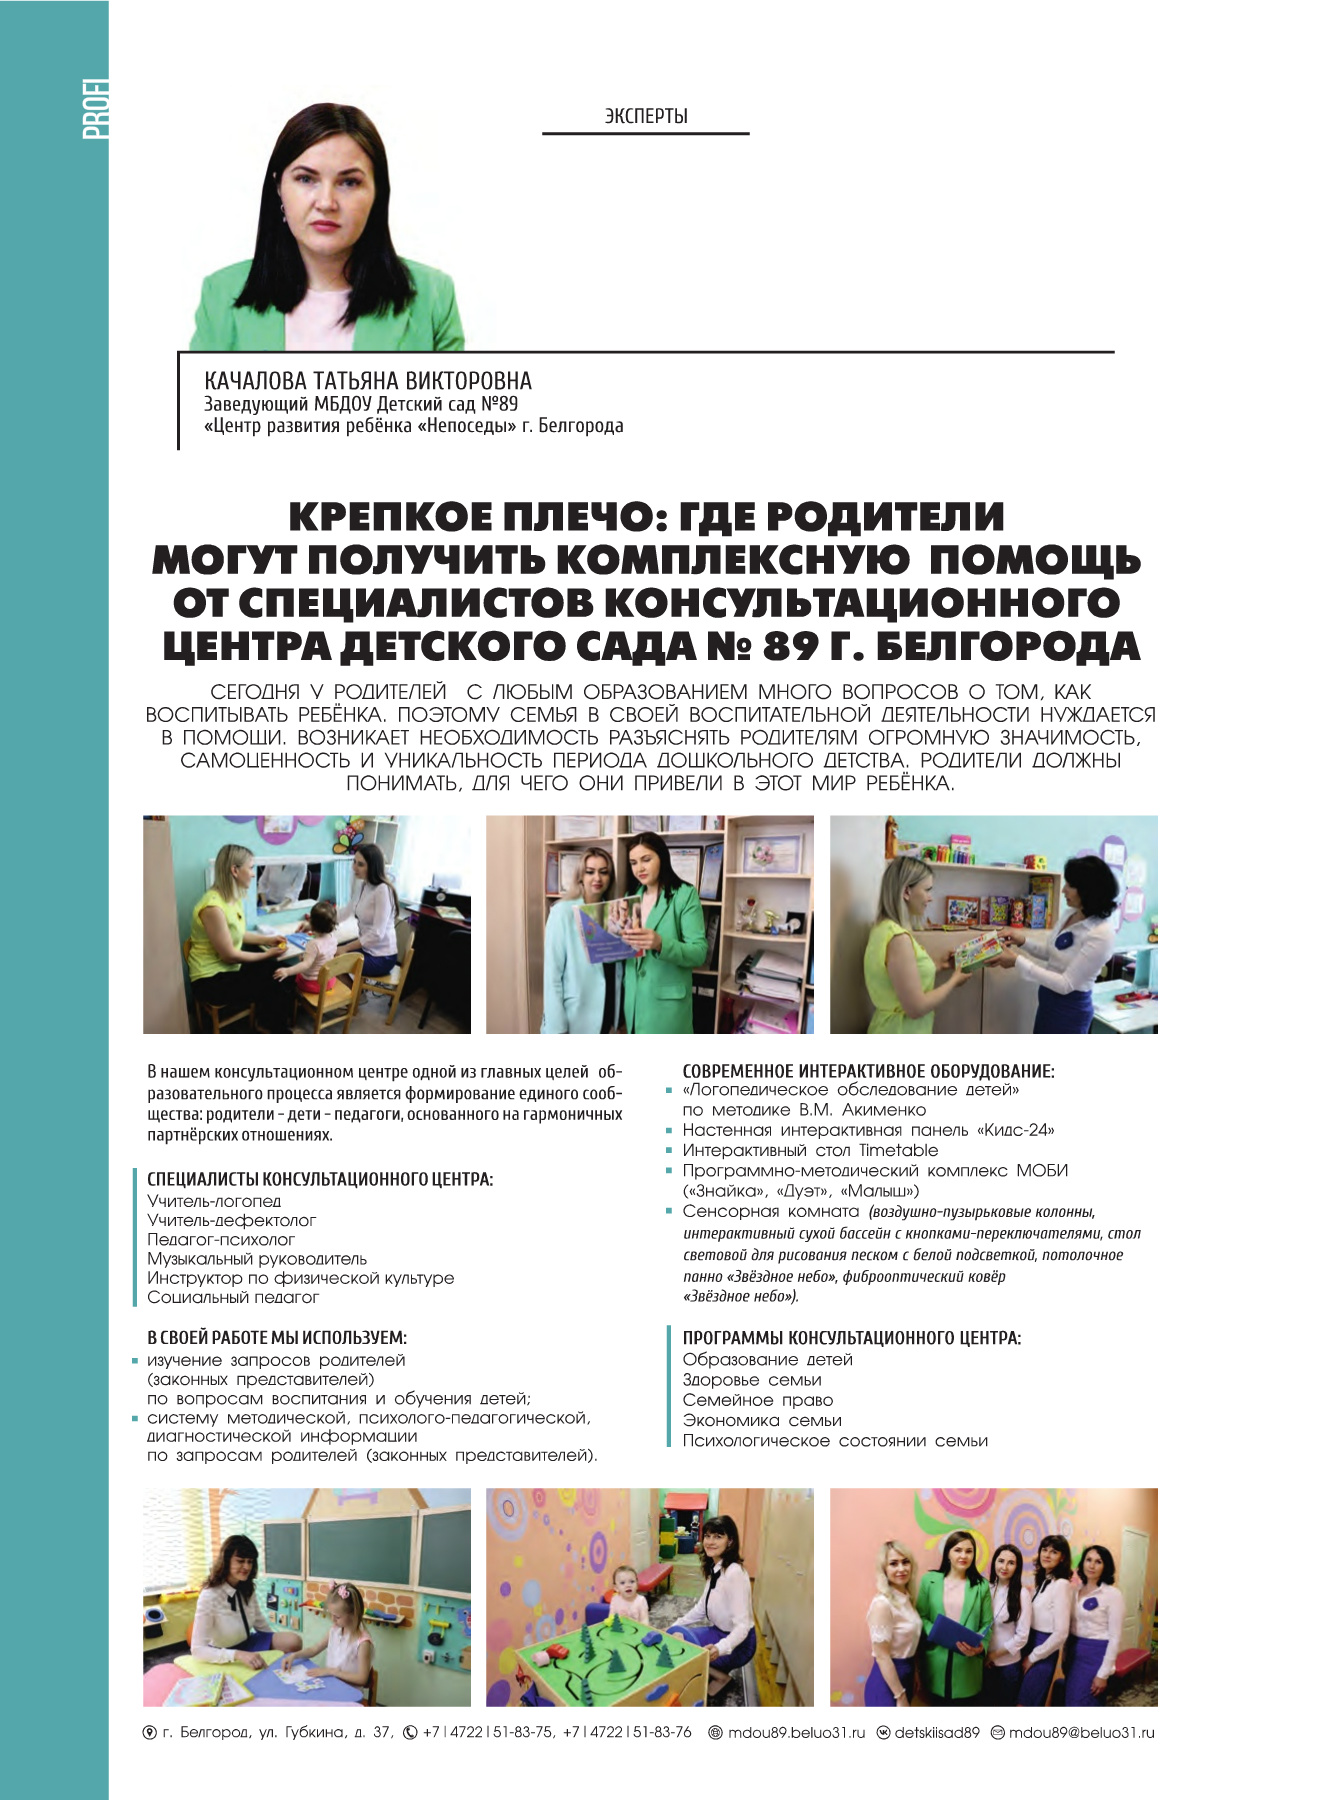 PROFI
ЭКСПЕРТЫ
КАЧАЛОВА ТАТЬЯНА ВИКТОРОВНА
Заведующий МБДОУ Детский сад №89
«Центр развития ребёнка «Непоседы» г. Белгорода
КРЕПКОЕ ПЛЕЧО: ГДЕ РОДИТЕЛИ
МОГУТ ПОЛУЧИТЬ КОМПЛЕКСНУЮ ПОМОЩЬ
ОТ СПЕЦИАЛИСТОВ КОНСУЛЬТАЦИОННОГО
ЦЕНТРА ДЕТСКОГО САДА № 89 Г. БЕЛГОРОДА
СЕГОДНЯ У РОДИТЕЛЕЙ С ЛЮБЫМ ОБРАЗОВАНИЕМ МНОГО ВОПРОСОВ О ТОМ, КАК
ВОСПИТЫВАТЬ РЕБЁНКА. ПОЭТОМУ СЕМЬЯ В СВОЕЙ ВОСПИТАТЕЛЬНОЙ ДЕЯТЕЛЬНОСТИ НУЖДАЕТСЯ
В ПОМОЩИ. ВОЗНИКАЕТ НЕОБХОДИМОСТЬ РАЗЪЯСНЯТЬ РОДИТЕЛЯМ ОГРОМНУЮ ЗНАЧИМОСТЬ,
САМОЦЕННОСТЬ И УНИКАЛЬНОСТЬ ПЕРИОДА ДОШКОЛЬНОГО ДЕТСТВА. РОДИТЕЛИ ДОЛЖНЫ
ПОНИМАТЬ, ДЛЯ ЧЕГО ОНИ ПРИВЕЛИ В ЭТОТ МИР РЕБЁНКА.
В нашем консультационном центре одной из главных целей об-
разовательного процесса является формирование единого сооб-
щества: родители – дети – педагоги, основанного на гармоничных
партнёрских отношениях.
СПЕЦИАЛИСТЫ КОНСУЛЬТАЦИОННОГО ЦЕНТРА:
Учитель-логопед
Учитель-дефектолог
Педагог-психолог
Музыкальный руководитель
Инструктор по физической культуре
Социальный педагог
В СВОЕЙ РАБОТЕ МЫ ИСПОЛЬЗУЕМ:
изучение запросов родителей
(законных представителей)
по вопросам воспитания и обучения детей;
систему методической, психолого-педагогической,
диагностической информации
по запросам родителей (законных представителей).
СОВРЕМЕННОЕ ИНТЕРАКТИВНОЕ ОБОРУДОВАНИЕ:
«Логопедическое обследование детей»
по методике В.М. Акименко
Настенная интерактивная панель «Кидс-24»
Интерактивный стол Timetable
Программно-методический комплекс МОБИ
(«Знайка», «Дуэт», «Малыш»)
Сенсорная комната (воздушно-пузырьковые колонны,
интерактивный сухой бассейн с кнопками-переключателями, стол
световой для рисования песком с белой подсветкой, потолочное
панно «Звёздное небо», фиброоптический ковёр
«Звёздное небо»).
ПРОГРАММЫ КОНСУЛЬТАЦИОННОГО ЦЕНТРА:
Образование детей
Здоровье семьи
Семейное право
Экономика семьи
Психологическое состоянии семьи
г. Белгород, ул. Губкина, д. 37, +7|4722|51-83-75, +7|4722|51-83-76 mdou89.beluo31.ru detskiisad89 mdou89@beluo31.ru